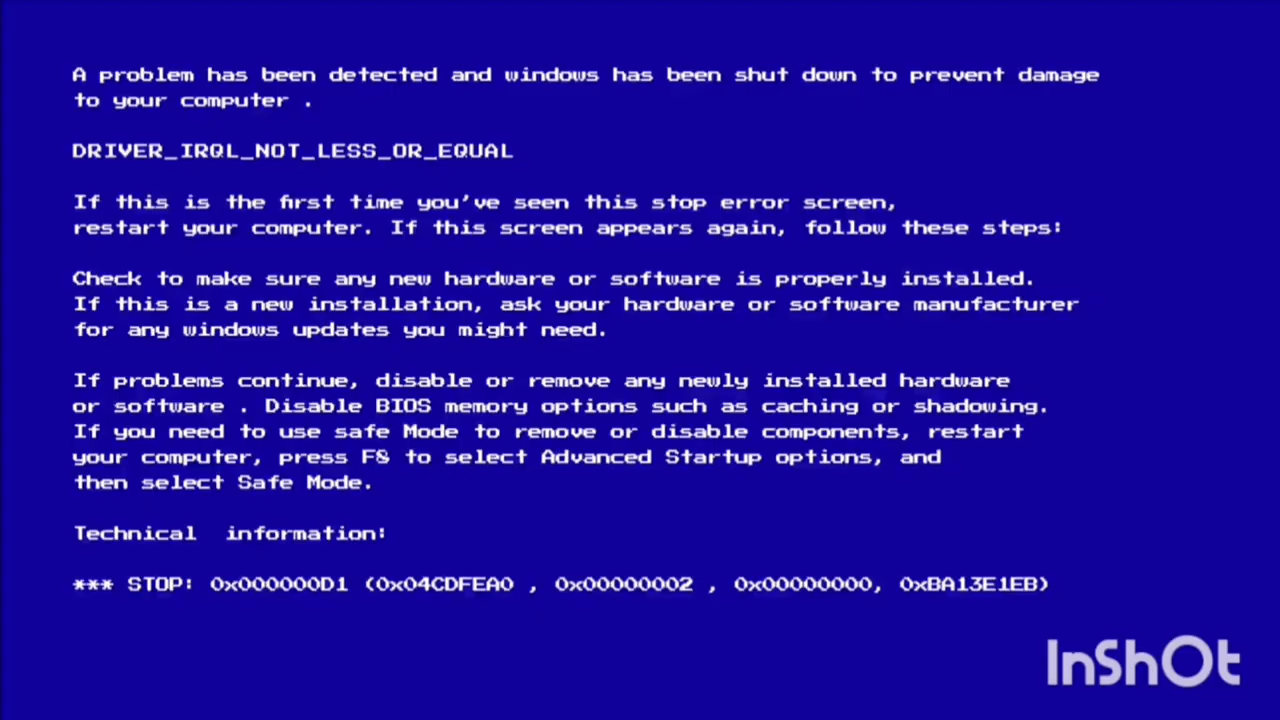 A problem has been detected and windows has been shut down to prevent damage
to your computer .
DRIVER_IRQL_NOT_LESS_OR_EQUAL
If this is the first time you've seen this stop error screen,
restart your computer. If this screen appears again, follow these steps:
Check to make sure any new hardware or software is properly installed.
If this is a new installation, ask your hardware or software manufacturer
for any windows updates you might need.
If problems continue, disable or remove any newly installed hardware
or software . Disable BIOS memory options such as caching or shadowing.
If you need to use safe Mode to remove or disable components, restart
your computer, press F& to select Advanced Startup options, and
then select Safe Mode.
Technical information:
*** STOP: 0x000000D1 (0x04CDFEA0 , 0x00000002 , 0x00000000, 0xBA13E1EB)
InShOt